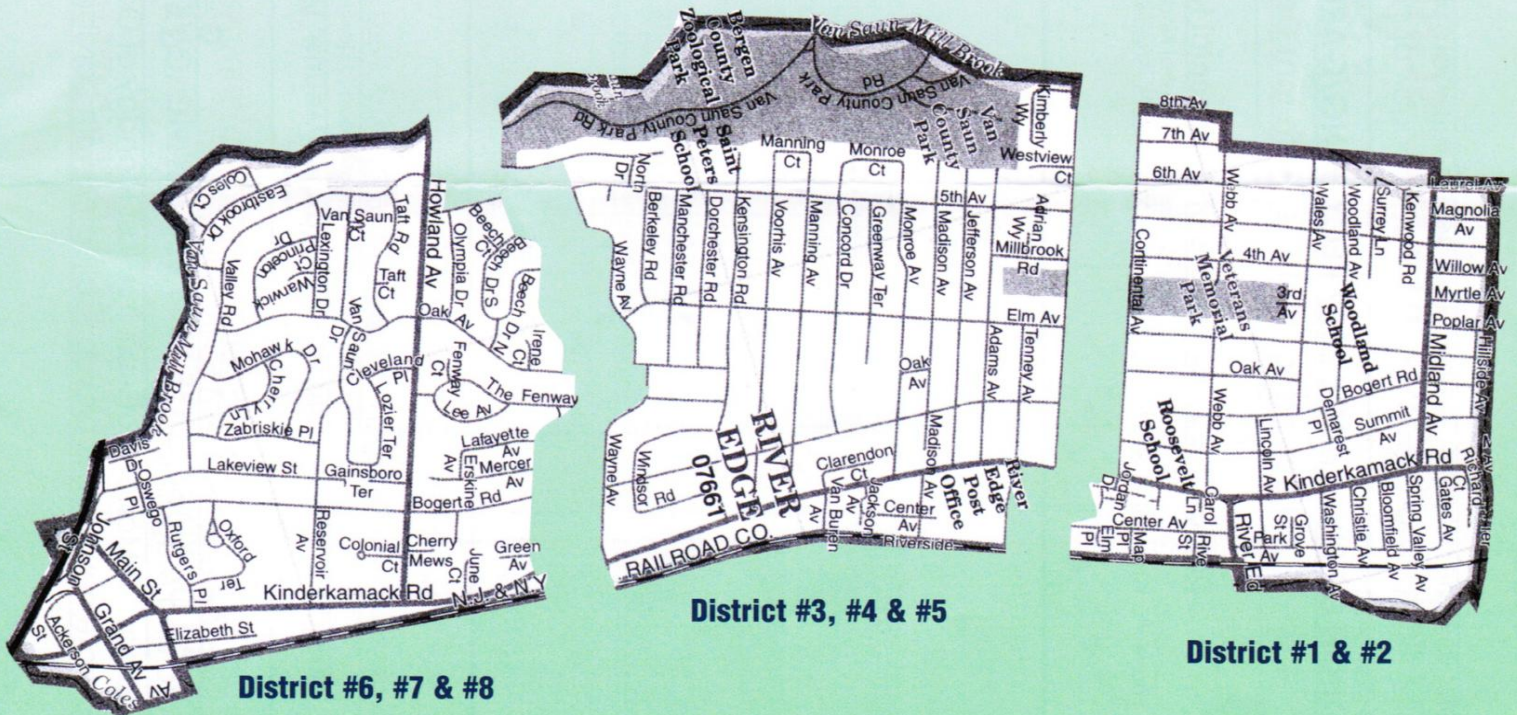 Coles Ct
Eastbrook Dr
Van Saun Mill Brook
Valley Rd
Princeton
Dr
Warwick
Ct
Lexington Dr
Van
Saun
Ct
Taft Rd
Taft
Ct
Howland Av
Beech
Ct
Beech Dr S
Beech Dr N
Olympia Dr
Oak Av
Irene
Ct
Van Saun
Dr
Mohawk Dr
Cherry Ln
Zabriskie Pl
Cleveland
Pl
Lozier Ter
Fenway
Ct
The Fenway
Lee Av
Lafayette
Av
Erskine
Av
Mercer
Av
Davis
Dr
Oswego
Pl
Lakeview St
Gainsboro
Ter
Bogert Rd
Rutgers Pl
Oxford
Ter
Reservoir
Av
Colonial
Ct
Cherry
Mews
Ct
June
Green
Av
Johnson
St
Main St
Kinderkamack Rd
N J & N Y
Grand Av
Elizabeth St
Ackerson
St
Coles
Av
District #6, #7 & #8
Bergen
County
Zoological
Park
Van Saun Mill Brook
Brook
Van Saun County Park Rd
Van Saun County Park
Rd
Van
Saun
County
Park
Kimberly
Wy
Westview
Ct
Saint
Peters
School
North
Dr
Manning
Ct
Monroe
Ct
5th Av
Wayne Av
Berkeley Rd
Manchester Rd
Dorchester Rd
Kensington Rd
Voorhis Av
Manning Av
Concord Dr
Greenway Ter
Monroe Av
Madison Av
Jefferson Av
Adrian
Wy
Millbrook
Rd
Elm Av
Oak
Av
Adams Av
Tenney Av
Wayne Av
Windsor
Rd
RIVER
EDGE
07661
Clarendon
Ct
Van Buren
Av
Jackson
Av
Madison Av
Center
Av
River
Edge
Post
Office
Riverside
RAILROAD CO.
District #3, #4 & #5
8th Av
7th Av
6th Av
Webb Av
Wales Av
Woodland Av
Surrey Ln
Kenwood Rd
Laurel Av
Magnolia
Av
Willow Av
Myrtle Av
Poplar Av
Continental Av
4th Av
Veterans
Memorial
Park
3rd
Av
Woodland
School
Hillside Av
Midland Av
Oak Av
Bogert Rd
Demarest
Pl
Summit
Av
Roosevelt
School
Webb Av
Lincoln Av
Kinderkamack Rd
Jordan
Elm
Pl
Map
Pl
Center Av
St
Carol
Ln
River Ed
St
Park
Av
Grove
Washington Av
Christie Av
Bloomfield Av
Spring Valley Av
Gates Av
Ct
Richard
District #1 & #2